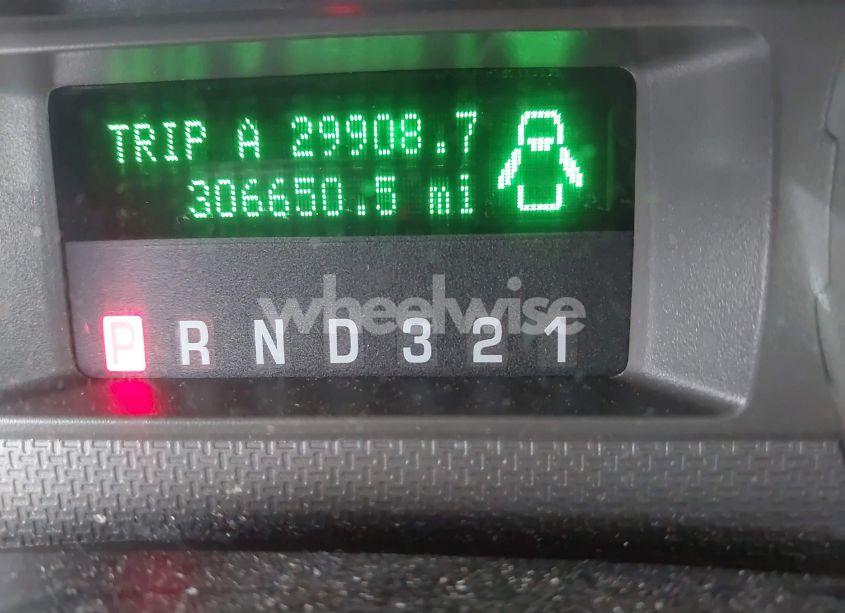 TRIP A 29908.7
306650.5 mi
wheelwise
P R N D 3 2 1